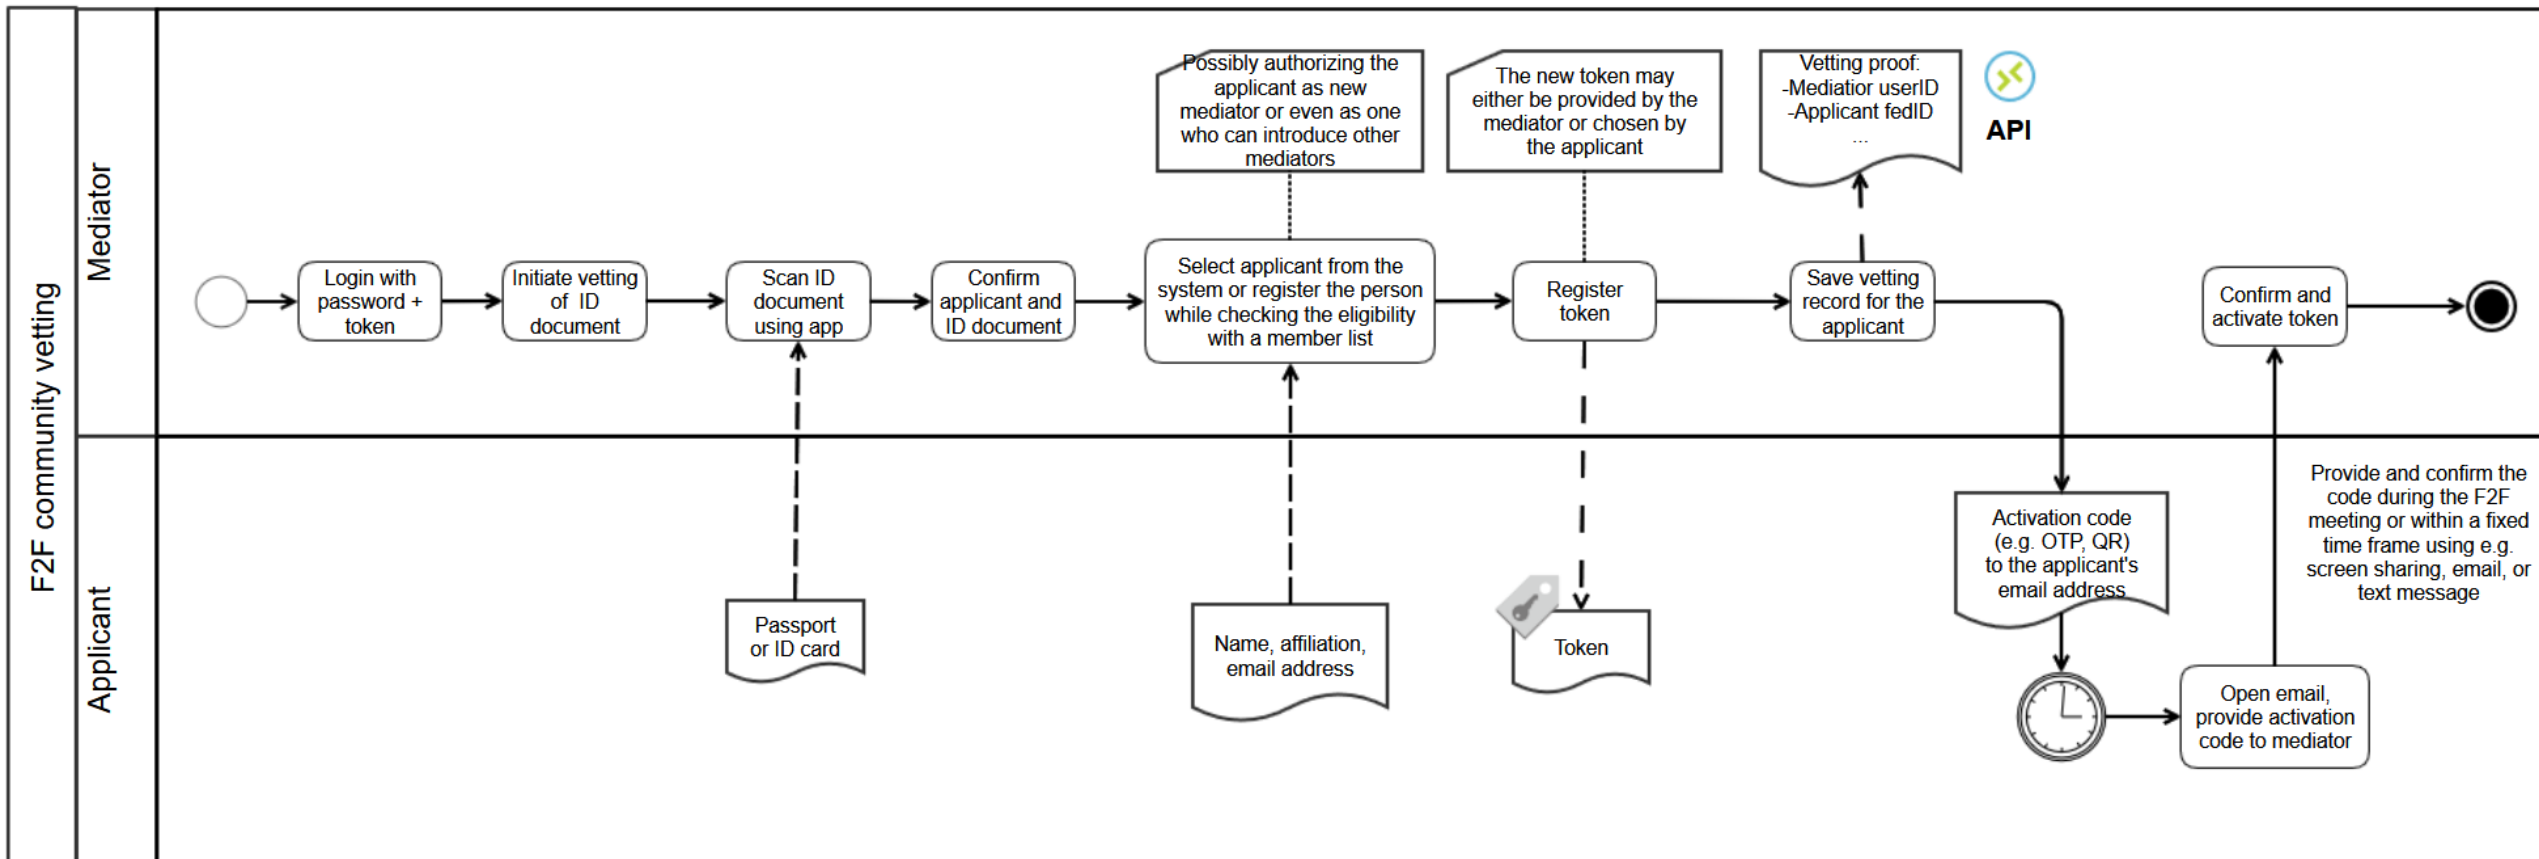 F2F community vetting
Mediator
Applicant
Possibly authorizing the
applicant as new
mediator or even as one
who can introduce other
mediators
The new token may
either be provided by the
mediator or chosen by
the applicant
Vetting proof:
-Mediatior userID
-Applicant fedID
...
API
Login with
password +
token
Initiate vetting
of ID
document
Scan ID
document
using app
Confirm
applicant and
ID document
Select applicant from the
system or register the person
while checking the eligibility
with a member list
Register
token
Save vetting
record for the
applicant
Confirm and
activate token
Passport
or ID card
Name, affiliation,
email address
Token
Activation code
(e.g. OTP, QR)
to the applicant's
email address
Open email,
provide activation
code to mediator
Provide and confirm the
code during the F2F
meeting or within a fixed
time frame using e.g.
screen sharing, email, or
text message